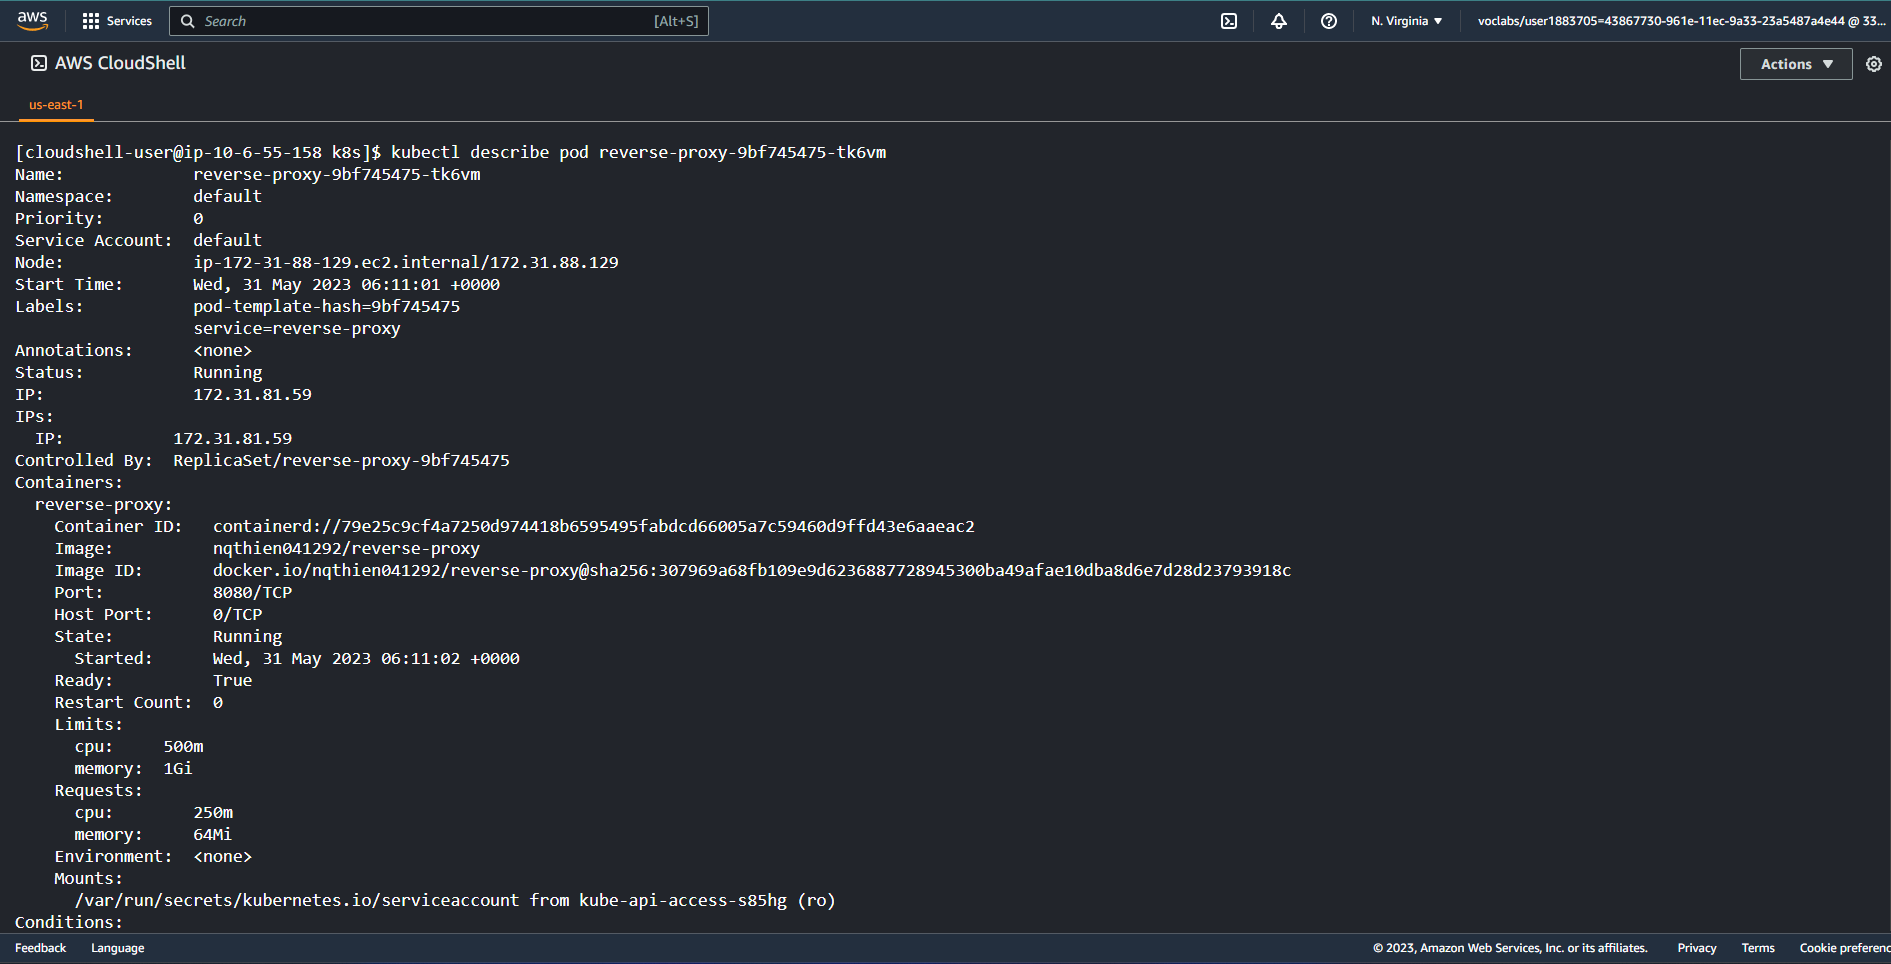 aws Services Search [Alt+S] N. Virginia ▼ voclabs/user1883705=43867730-961e-11ec-9a33-23a5487a4e44 @ 33...
AWS CloudShell Actions ▼
us-east-1
[cloudshell-user@ip-10-6-55-158 k8s]$ kubectl describe pod reverse-proxy-9bf745475-tk6vm
Name: reverse-proxy-9bf745475-tk6vm
Namespace: default
Priority: 0
Service Account: default
Node: ip-172-31-88-129.ec2.internal/172.31.88.129
Start Time: Wed, 31 May 2023 06:11:01 +0000
Labels: pod-template-hash=9bf745475
service=reverse-proxy
Annotations: <none>
Status: Running
IP: 172.31.81.59
IPs:
IP: 172.31.81.59
Controlled By: ReplicaSet/reverse-proxy-9bf745475
Containers:
reverse-proxy:
Container ID: containerd://79e25c9cf4a7250d974418b6595495fabdcd66005a7c59460d9ffd43e6aaeac2
Image: nqthien041292/reverse-proxy
Image ID: docker.io/nqthien041292/reverse-proxy@sha256:307969a68fb109e9d6236887728945300ba49afae10dba8d6e7d28d23793918c
Port: 8080/TCP
Host Port: 0/TCP
State: Running
Started: Wed, 31 May 2023 06:11:02 +0000
Ready: True
Restart Count: 0
Limits:
cpu: 500m
memory: 1Gi
Requests:
cpu: 250m
memory: 64Mi
Environment: <none>
Mounts:
/var/run/secrets/kubernetes.io/serviceaccount from kube-api-access-s85hg (ro)
Conditions:
Feedback Language © 2023, Amazon Web Services, Inc. or its affiliates. Privacy Terms Cookie preferenc